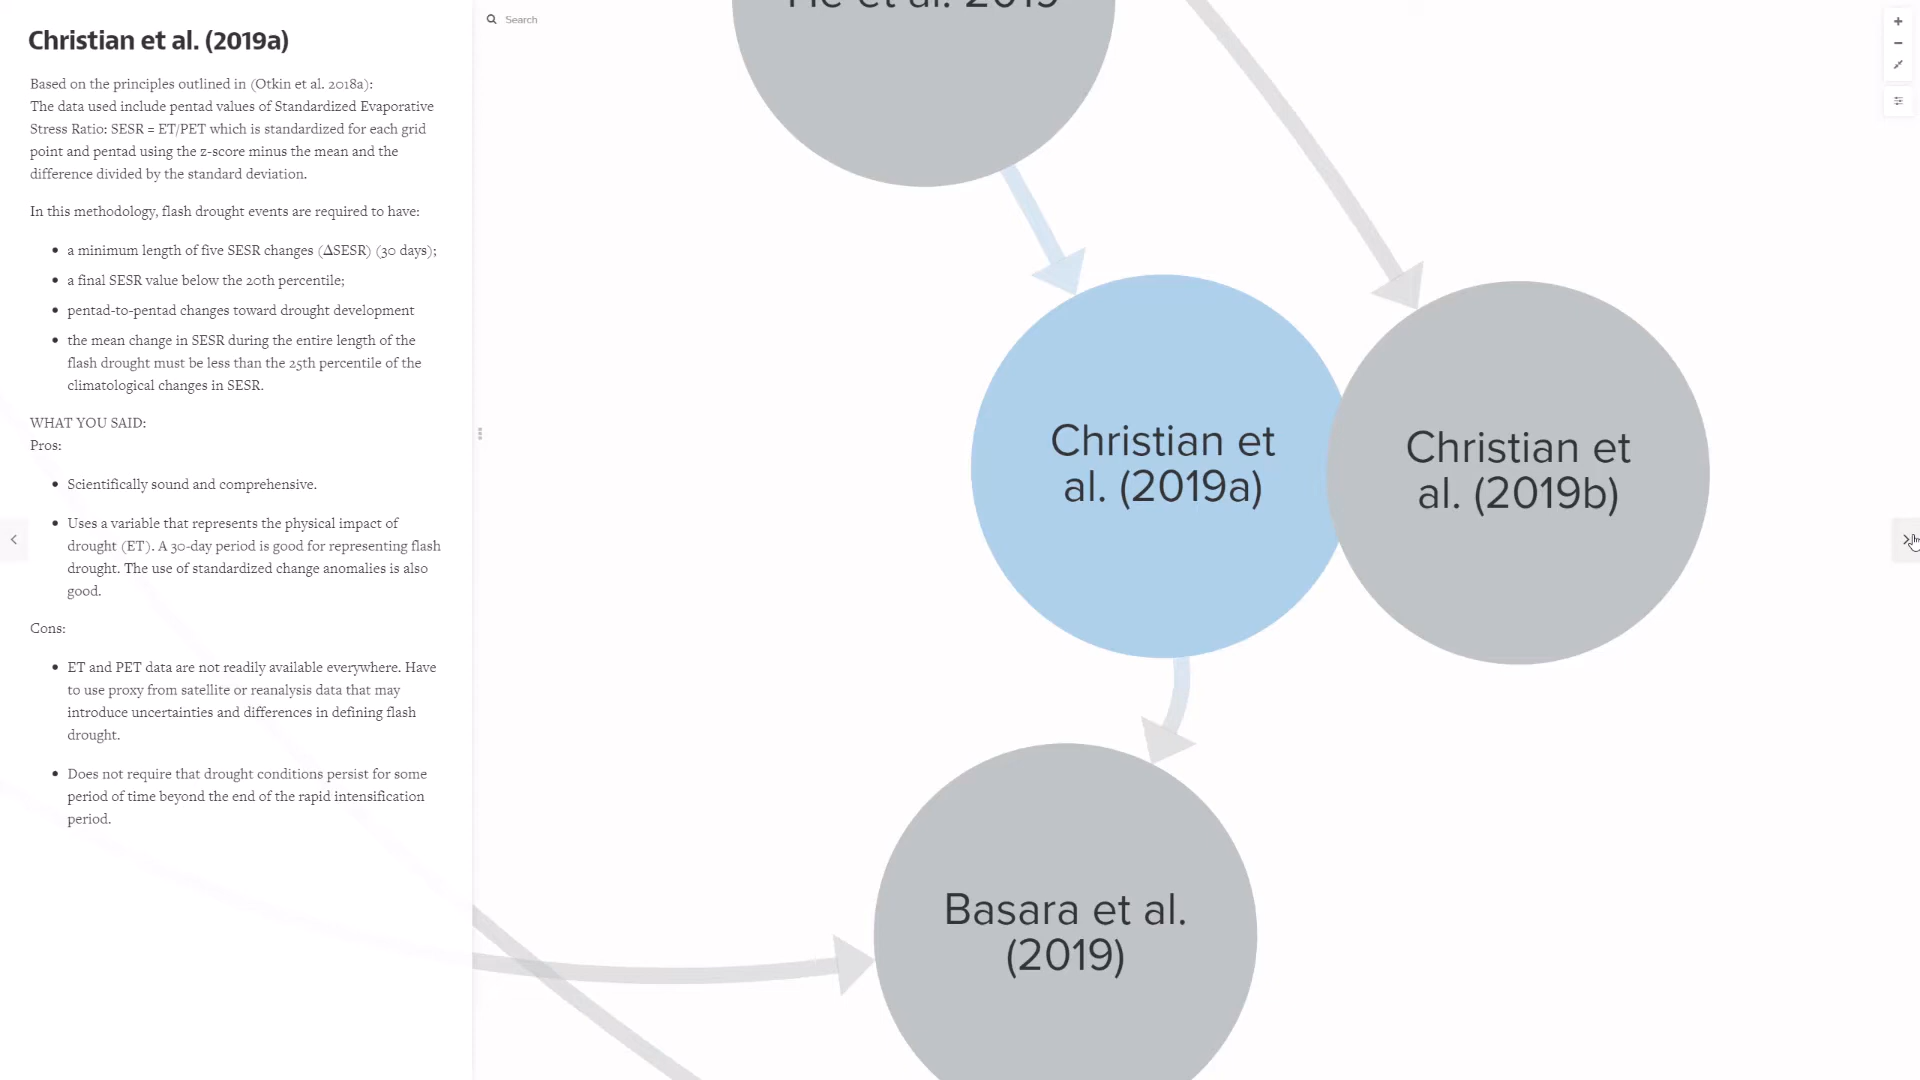 Christian et al. (2019a)
Based on the principles outlined in (Otkin et al. 2018a):
The data used include pentad values of Standardized Evaporative
Stress Ratio: SESR = ET/PET which is standardized for each grid
point and pentad using the z-score minus the mean and the
difference divided by the standard deviation.
In this methodology, flash drought events are required to have:
• a minimum length of five SESR changes (ΔSESR) (30 days);
• a final SESR value below the 20th percentile;
• pentad-to-pentad changes toward drought development
• the mean change in SESR during the entire length of the
flash drought must be less than the 25th percentile of the
climatological changes in SESR.
WHAT YOU SAID:
Pros:
• Scientifically sound and comprehensive.
• Uses a variable that represents the physical impact of
drought (ET). A 30-day period is good for representing flash
drought. The use of standardized change anomalies is also
good.
Cons:
• ET and PET data are not readily available everywhere. Have
to use proxy from satellite or reanalysis data that may
introduce uncertainties and differences in defining flash
drought.
• Does not require that drought conditions persist for some
period of time beyond the end of the rapid intensification
period.
Search
He et al. 2019
Christian et
al. (2019a)
Christian et
al. (2019b)
Basara et al.
(2019)